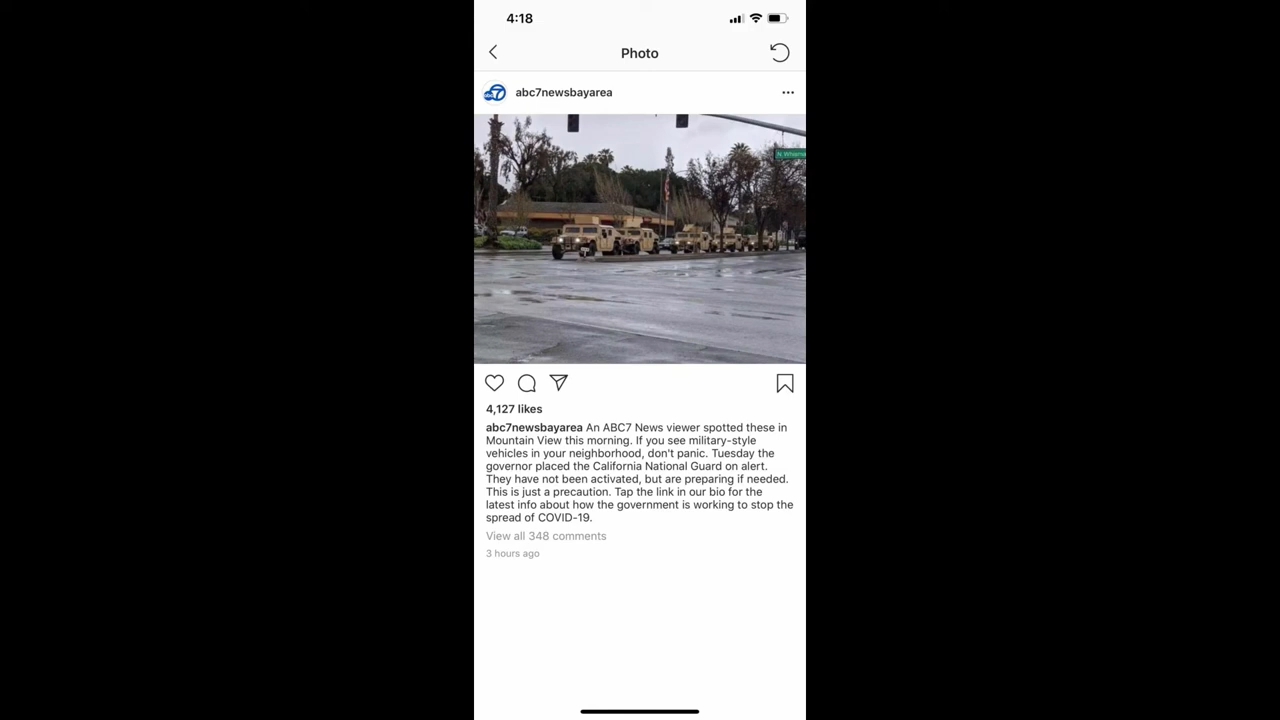 4:18
Photo
abc7newsbayarea
N Whisman
4,127 likes
abc7newsbayarea An ABC7 News viewer spotted these in
Mountain View this morning. If you see military-style
vehicles in your neighborhood, don't panic. Tuesday the
governor placed the California National Guard on alert.
They have not been activated, but are preparing if needed.
This is just a precaution. Tap the link in our bio for the
latest info about how the government is working to stop the
spread of COVID-19.
View all 348 comments
3 hours ago